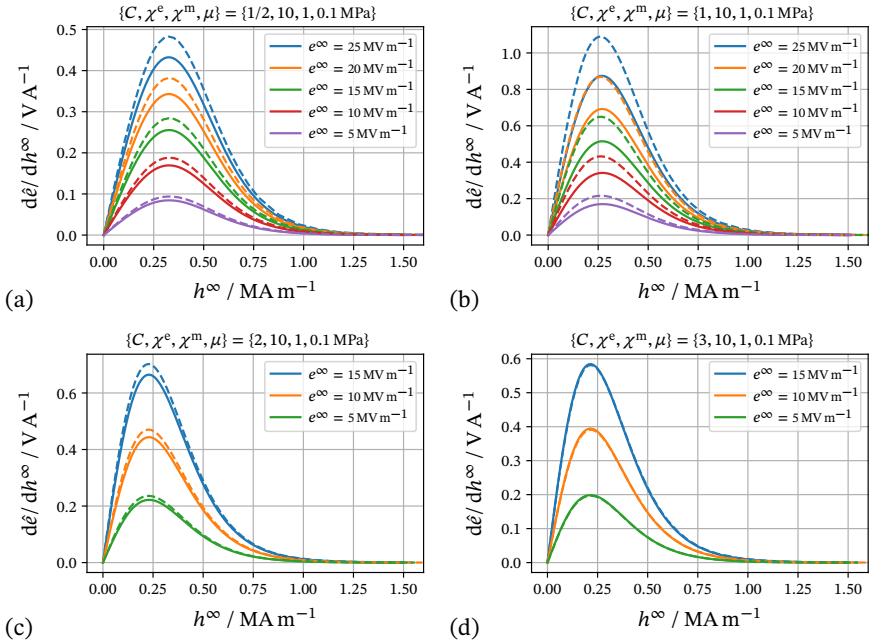 {C, χᵉ, χᵐ, μ} = {1/2, 10, 1, 0.1 MPa}
dê/ dh∞ / V A⁻¹
0.5
0.4
0.3
0.2
0.1
0.0
e∞ = 25 MV m⁻¹
e∞ = 20 MV m⁻¹
e∞ = 15 MV m⁻¹
e∞ = 10 MV m⁻¹
e∞ = 5 MV m⁻¹
0.00 0.25 0.50 0.75 1.00 1.25 1.50
h∞ / MA m⁻¹
(a)
{C, χᵉ, χᵐ, μ} = {1, 10, 1, 0.1 MPa}
dê/ dh∞ / V A⁻¹
1.0
0.8
0.6
0.4
0.2
0.0
e∞ = 25 MV m⁻¹
e∞ = 20 MV m⁻¹
e∞ = 15 MV m⁻¹
e∞ = 10 MV m⁻¹
e∞ = 5 MV m⁻¹
0.00 0.25 0.50 0.75 1.00 1.25 1.50
h∞ / MA m⁻¹
(b)
{C, χᵉ, χᵐ, μ} = {2, 10, 1, 0.1 MPa}
dê/ dh∞ / V A⁻¹
0.6
0.4
0.2
0.0
e∞ = 15 MV m⁻¹
e∞ = 10 MV m⁻¹
e∞ = 5 MV m⁻¹
0.00 0.25 0.50 0.75 1.00 1.25 1.50
h∞ / MA m⁻¹
(c)
{C, χᵉ, χᵐ, μ} = {3, 10, 1, 0.1 MPa}
dê/ dh∞ / V A⁻¹
0.6
0.5
0.4
0.3
0.2
0.1
0.0
e∞ = 15 MV m⁻¹
e∞ = 10 MV m⁻¹
e∞ = 5 MV m⁻¹
0.00 0.25 0.50 0.75 1.00 1.25 1.50
h∞ / MA m⁻¹
(d)